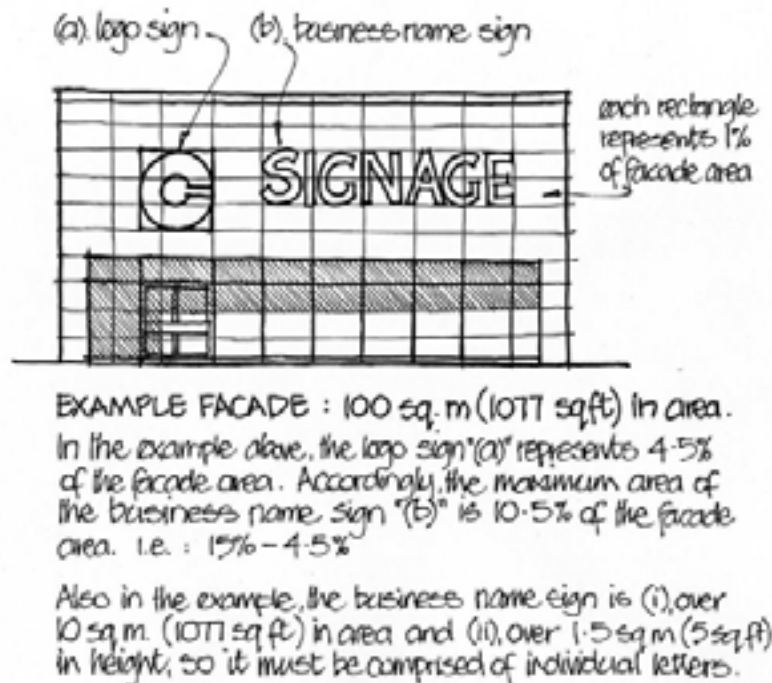 (a). logo sign
(b). business name sign
each rectangle
represents 1%
of facade area
C
SIGNAGE
EXAMPLE FACADE : 100 sq. m (1077 sq ft) in area.
In the example above, the logo sign "(a)" represents 4.5%
of the facade area. Accordingly, the maximum area of
the business name sign "(b)" is 10.5% of the facade
area. i.e. : 15% - 4.5%
Also in the example, the business name sign is (i), over
10 sq m. (1077 sq ft) in area and (ii), over 1.5 sq m (5 sq ft)
in height, so it must be comprised of individual letters.